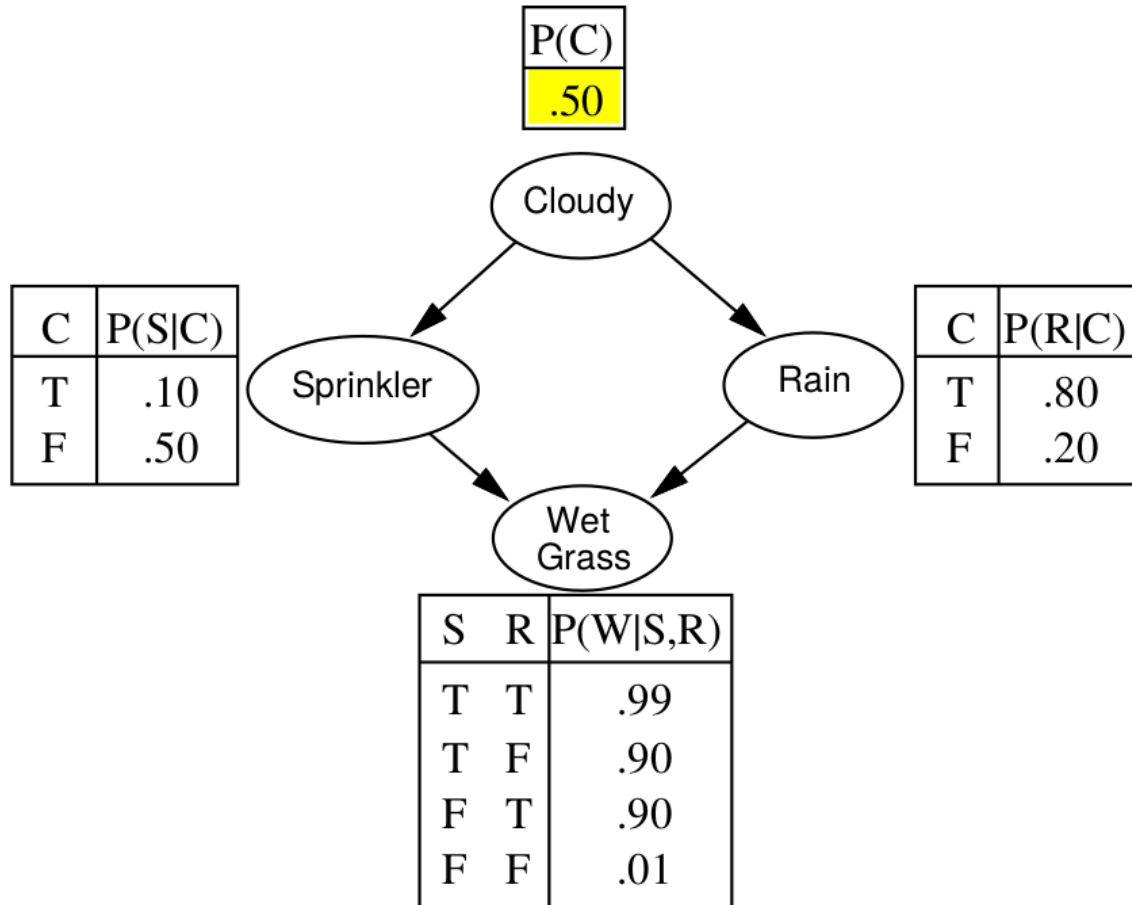 P(C)
.50
Cloudy
C P(S|C)
T .10
F .50
Sprinkler
Rain
C P(R|C)
T .80
F .20
Wet
Grass
S R P(W|S,R)
T T .99
T F .90
F T .90
F F .01